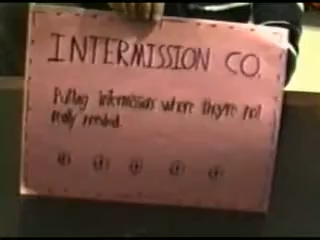 INTERMISSION CO.
Putting intermissions where they're not
really needed.